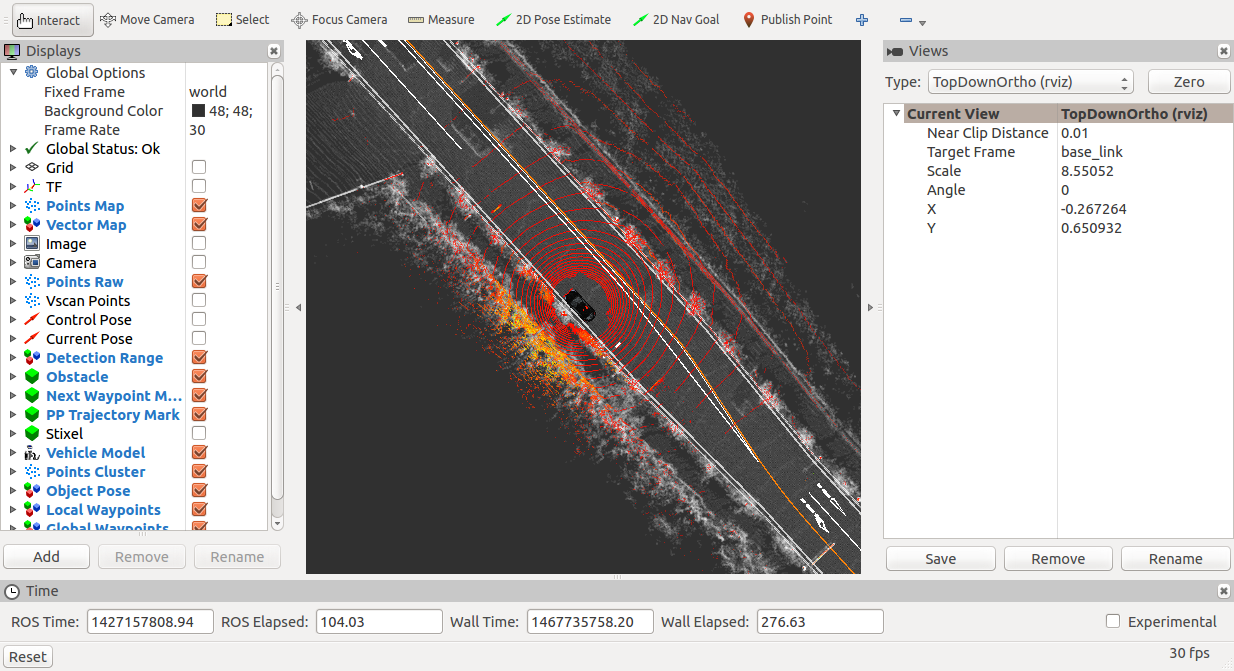 Interact Move Camera Select Focus Camera Measure 2D Pose Estimate 2D Nav Goal Publish Point
Displays
Global Options
Fixed Frame world
Background Color 48; 48;
Frame Rate 30
Global Status: Ok
Grid
TF
Points Map
Vector Map
Image
Camera
Points Raw
Vscan Points
Control Pose
Current Pose
Detection Range
Obstacle
Next Waypoint M...
PP Trajectory Mark
Stixel
Vehicle Model
Points Cluster
Object Pose
Local Waypoints
Global Waypoints
Add Remove Rename
Views
Type: TopDownOrtho (rviz) Zero
Current View TopDownOrtho (rviz)
Near Clip Distance 0.01
Target Frame base_link
Scale 8.55052
Angle 0
X -0.267264
Y 0.650932
Save Remove Rename
Time
ROS Time: 1427157808.94 ROS Elapsed: 104.03 Wall Time: 1467735758.20 Wall Elapsed: 276.63 Experimental
Reset 30 fps